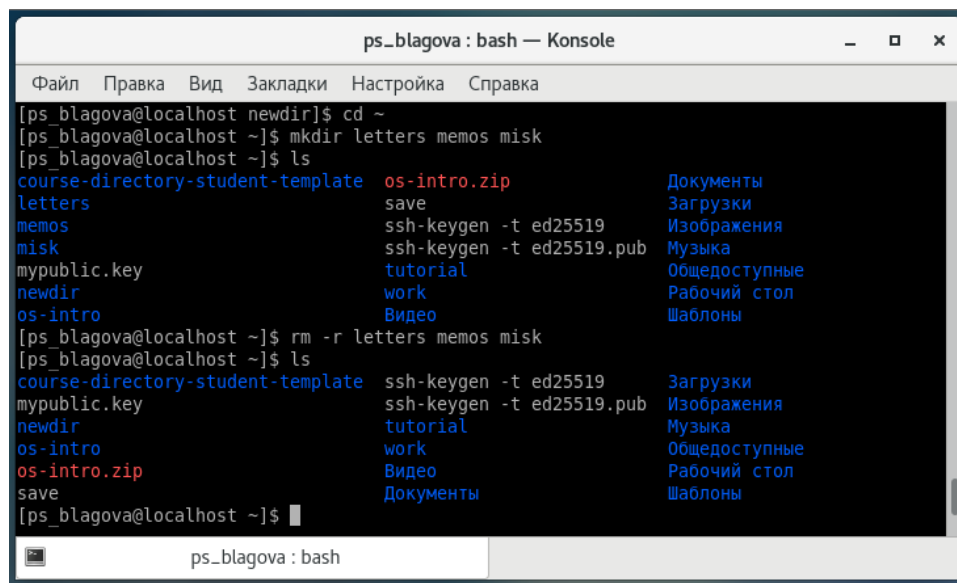 ps_blagova : bash — Konsole
Файл Правка Вид Закладки Настройка Справка
[ps_blagova@localhost newdir]$ cd ~
[ps_blagova@localhost ~]$ mkdir letters memos misk
[ps_blagova@localhost ~]$ ls
course-directory-student-template os-intro.zip Документы
letters save Загрузки
memos ssh-keygen -t ed25519 Изображения
misk ssh-keygen -t ed25519.pub Музыка
mypublic.key tutorial Общедоступные
newdir work Рабочий стол
os-intro Видео Шаблоны
[ps_blagova@localhost ~]$ rm -r letters memos misk
[ps_blagova@localhost ~]$ ls
course-directory-student-template ssh-keygen -t ed25519 Загрузки
mypublic.key ssh-keygen -t ed25519.pub Изображения
newdir tutorial Музыка
os-intro work Общедоступные
os-intro.zip Видео Рабочий стол
save Документы Шаблоны
[ps_blagova@localhost ~]$
ps_blagova : bash